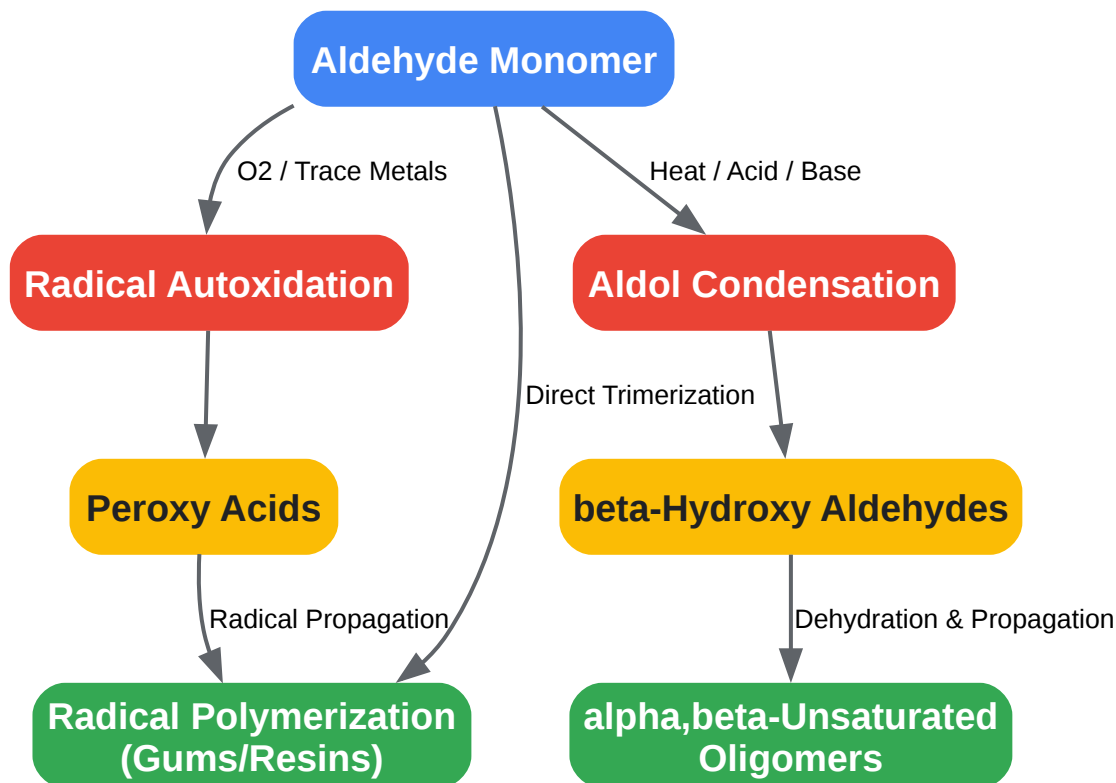 Aldehyde Monomer
O2 / Trace Metals
Heat / Acid / Base
Radical Autoxidation
Aldol Condensation
Direct Trimerization
Peroxy Acids
beta-Hydroxy Aldehydes
Radical Propagation
Dehydration & Propagation
Radical Polymerization
(Gums/Resins)
alpha,beta-Unsaturated
Oligomers